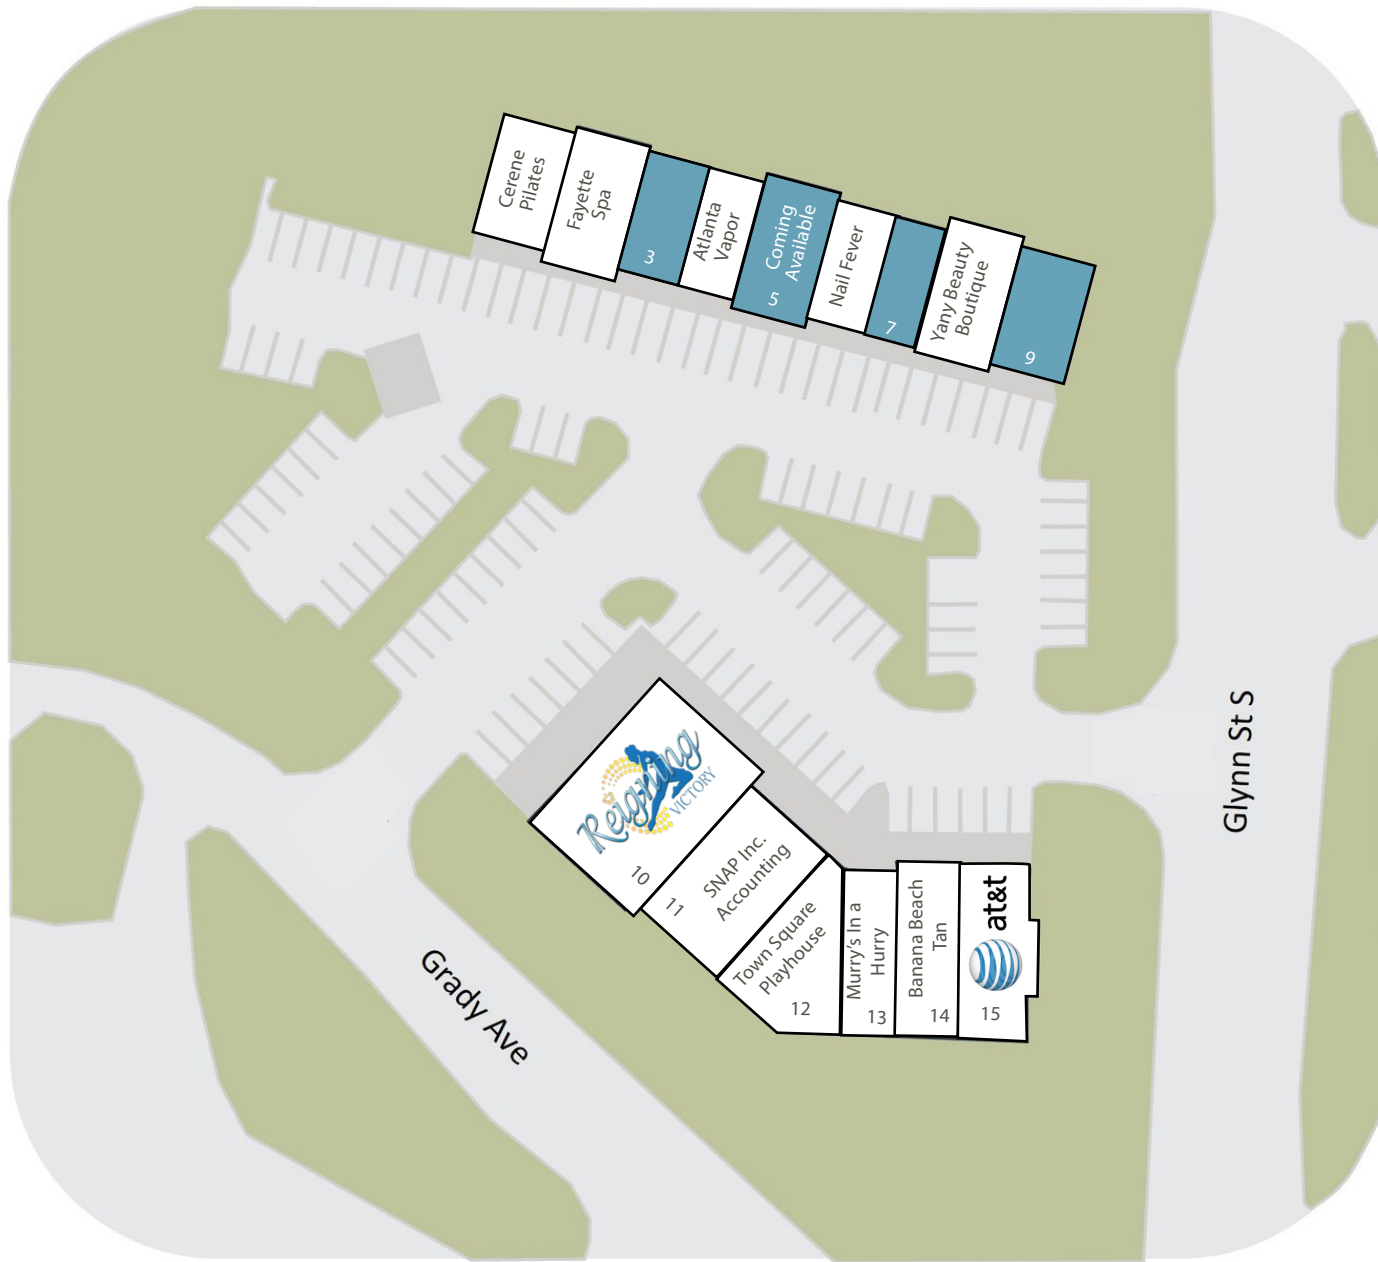 Cerene
Pilates
Fayette
Spa
3
Atlanta
Vapor
Coming
Available
5
Nail Fever
7
Yany Beauty
Boutique
9
Reigning
VICTORY
10
SNAP Inc.
Accounting
11
Town Square
Playhouse
12
Murry's In a
Hurry
13
Banana Beach
Tan
14
at&t
15
Glynn St S
Grady Ave